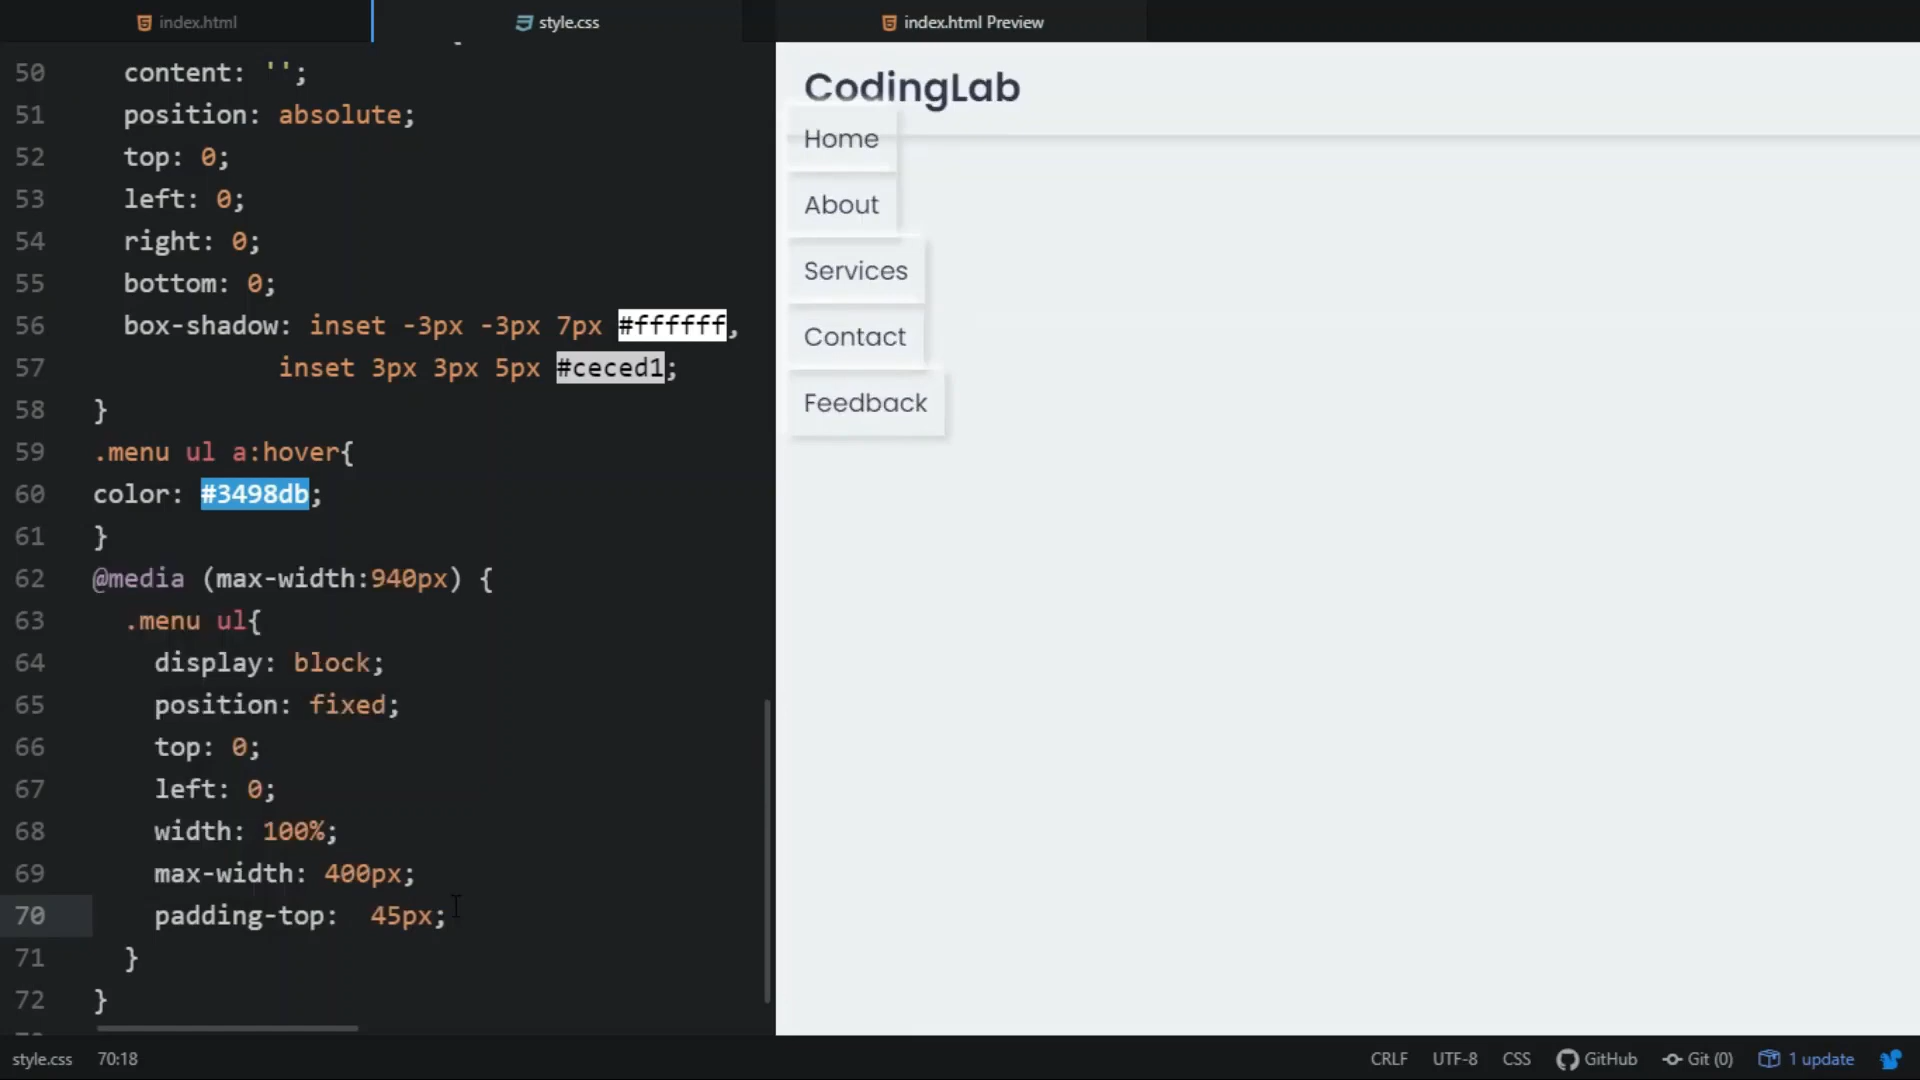 index.html
style.css
index.html Preview
50 content: '';
51 position: absolute;
52 top: 0;
53 left: 0;
54 right: 0;
55 bottom: 0;
56 box-shadow: inset -3px -3px 7px #ffffff,
57 inset 3px 3px 5px #ceced1;
58 }
59 .menu ul a:hover{
60 color: #3498db;
61 }
62 @media (max-width:940px) {
63 .menu ul{
64 display: block;
65 position: fixed;
66 top: 0;
67 left: 0;
68 width: 100%;
69 max-width: 400px;
70 padding-top:  45px;
71 }
72 }
CodingLab
Home
About
Services
Contact
Feedback
style.css 70:18
CRLF UTF-8 CSS GitHub Git (0) 1 update